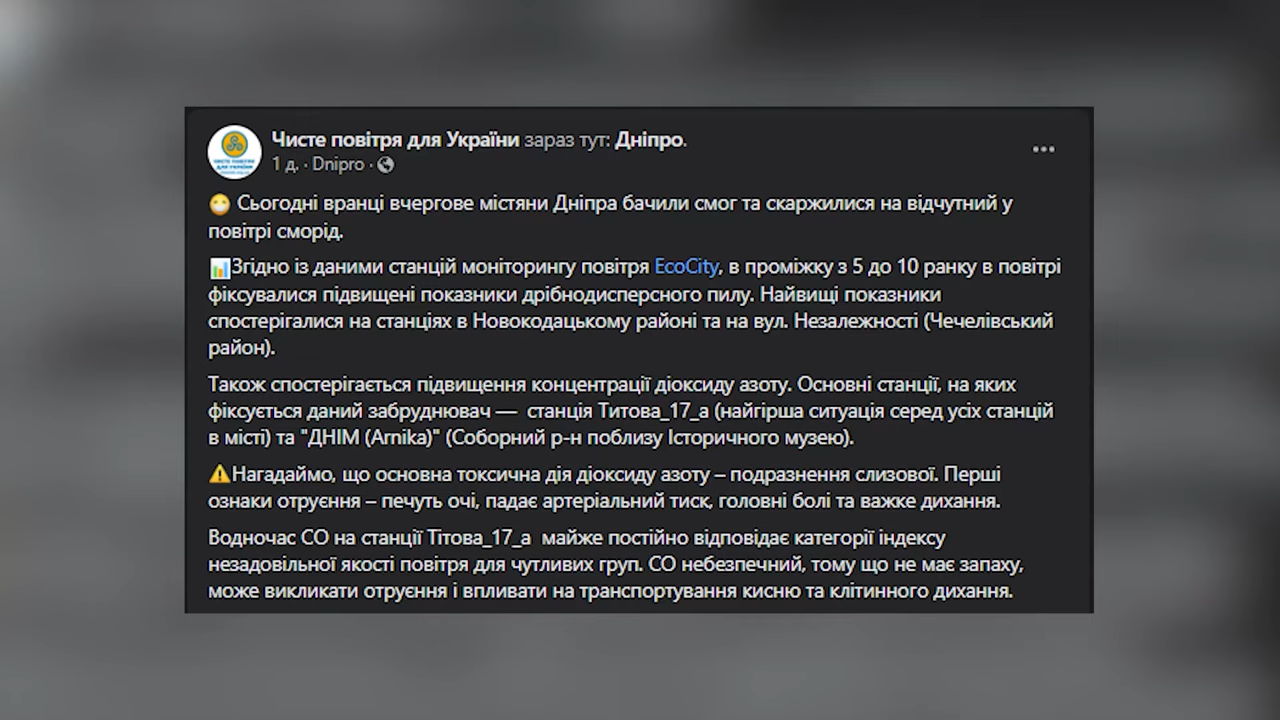 Чисте повітря для України зараз тут: Дніпро.
1 д. · Dnipro ·
😷 Сьогодні вранці вчергове містяни Дніпра бачили смог та скаржилися на відчутний у
повітрі сморід.
📊Згідно із даними станцій моніторингу повітря EcoCity, в проміжку з 5 до 10 ранку в повітрі
фіксувалися підвищені показники дрібнодисперсного пилу. Найвищі показники
спостерігалися на станціях в Новокодацькому районі та на вул. Незалежності (Чечелівський
район).
Також спостерігається підвищення концентрації діоксиду азоту. Основні станції, на яких
фіксується даний забруднювач — станція Титова_17_а (найгірша ситуація серед усіх станцій
в місті) та "ДНІМ (Arnika)" (Соборний р-н поблизу Історичного музею).
⚠️Нагадаймо, що основна токсична дія діоксиду азоту – подразнення слизової. Перші
ознаки отруєння – печуть очі, падає артеріальний тиск, головні болі та важке дихання.
Водночас СО на станції Тітова_17_а майже постійно відповідає категорії індексу
незадовільної якості повітря для чутливих груп. СО небезпечний, тому що не має запаху,
може викликати отруєння і впливати на транспортування кисню та клітинного дихання.